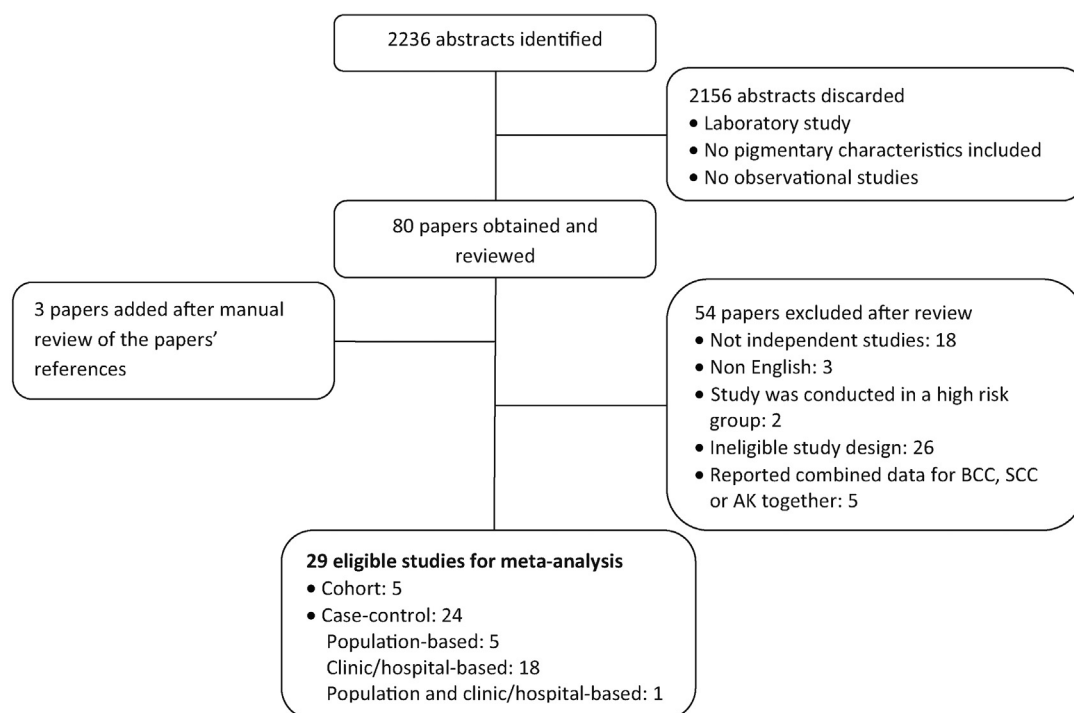 2236 abstracts identified
2156 abstracts discarded
• Laboratory study
• No pigmentary characteristics included
• No observational studies
80 papers obtained and
reviewed
3 papers added after manual
review of the papers’
references
54 papers excluded after review
• Not independent studies: 18
• Non English: 3
• Study was conducted in a high risk
group: 2
• Ineligible study design: 26
• Reported combined data for BCC, SCC
or AK together: 5
29 eligible studies for meta-analysis
• Cohort: 5
• Case-control: 24
Population-based: 5
Clinic/hospital-based: 18
Population and clinic/hospital-based: 1